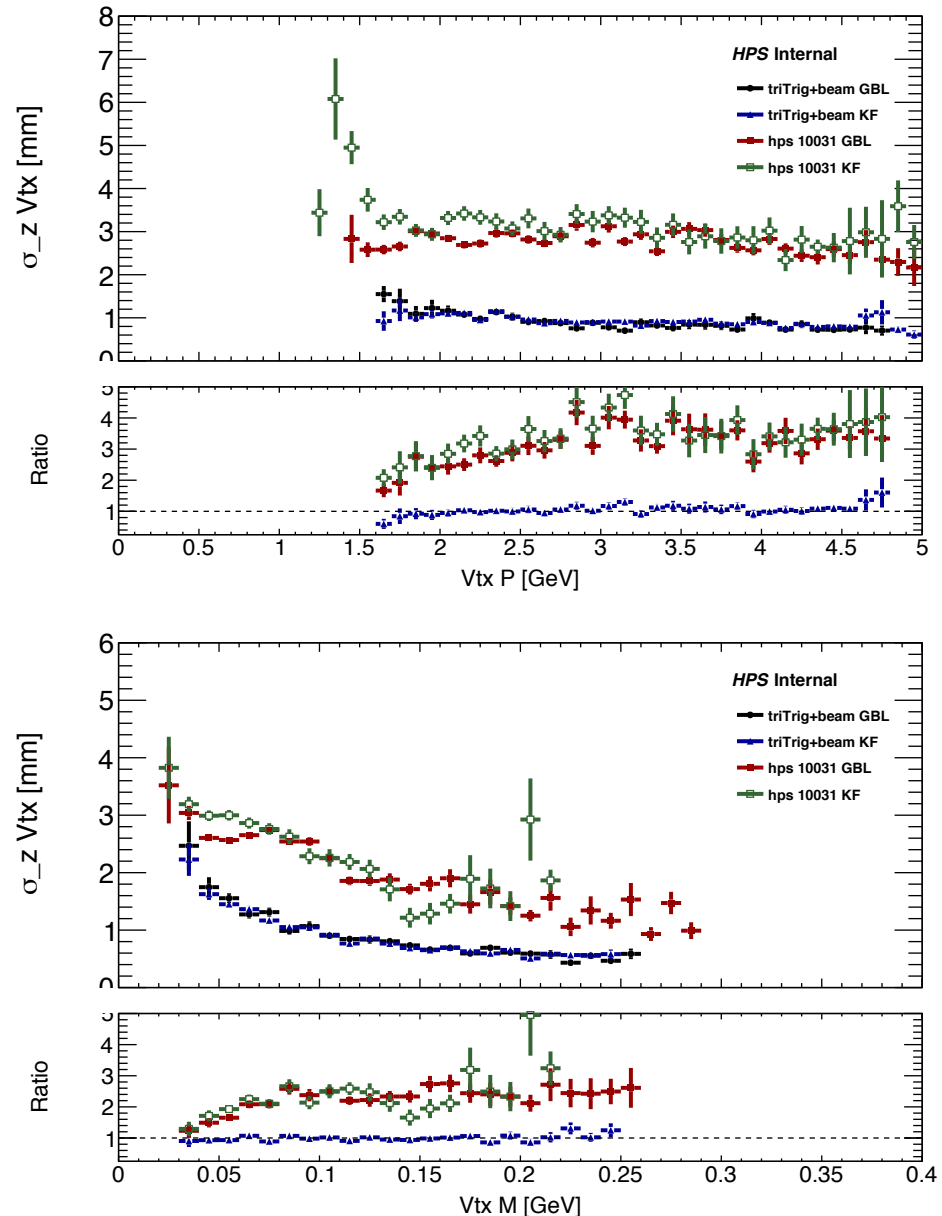 8
7
6
5
4
3
2
1
0
σ_z Vtx [mm]
HPS Internal
triTrig+beam GBL
triTrig+beam KF
hps 10031 GBL
hps 10031 KF
5
4
3
2
1
Ratio
0 0.5 1 1.5 2 2.5 3 3.5 4 4.5 5
Vtx P [GeV]
6
5
4
3
2
1
0
σ_z Vtx [mm]
HPS Internal
triTrig+beam GBL
triTrig+beam KF
hps 10031 GBL
hps 10031 KF
5
4
3
2
1
0
Ratio
0 0.05 0.1 0.15 0.2 0.25 0.3 0.35 0.4
Vtx M [GeV]